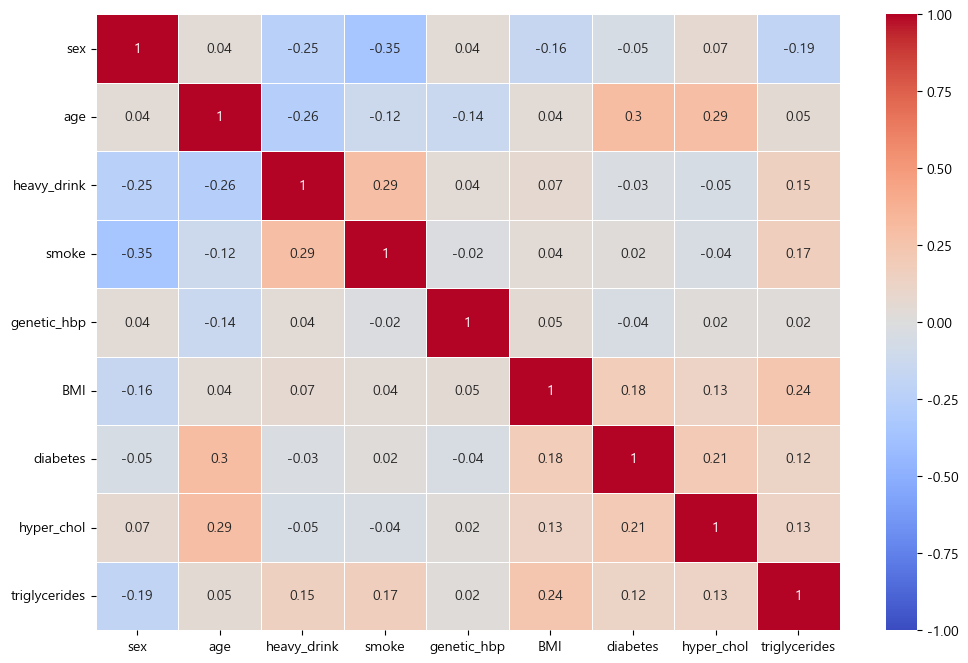 sex 1 0.04 -0.25 -0.35 0.04 -0.16 -0.05 0.07 -0.19
age 0.04 1 -0.26 -0.12 -0.14 0.04 0.3 0.29 0.05
heavy_drink -0.25 -0.26 1 0.29 0.04 0.07 -0.03 -0.05 0.15
smoke -0.35 -0.12 0.29 1 -0.02 0.04 0.02 -0.04 0.17
genetic_hbp 0.04 -0.14 0.04 -0.02 1 0.05 -0.04 0.02 0.02
BMI -0.16 0.04 0.07 0.04 0.05 1 0.18 0.13 0.24
diabetes -0.05 0.3 -0.03 0.02 -0.04 0.18 1 0.21 0.12
hyper_chol 0.07 0.29 -0.05 -0.04 0.02 0.13 0.21 1 0.13
triglycerides -0.19 0.05 0.15 0.17 0.02 0.24 0.12 0.13 1
sex age heavy_drink smoke genetic_hbp BMI diabetes hyper_chol triglycerides
1.00
0.75
0.50
0.25
0.00
-0.25
-0.50
-0.75
-1.00